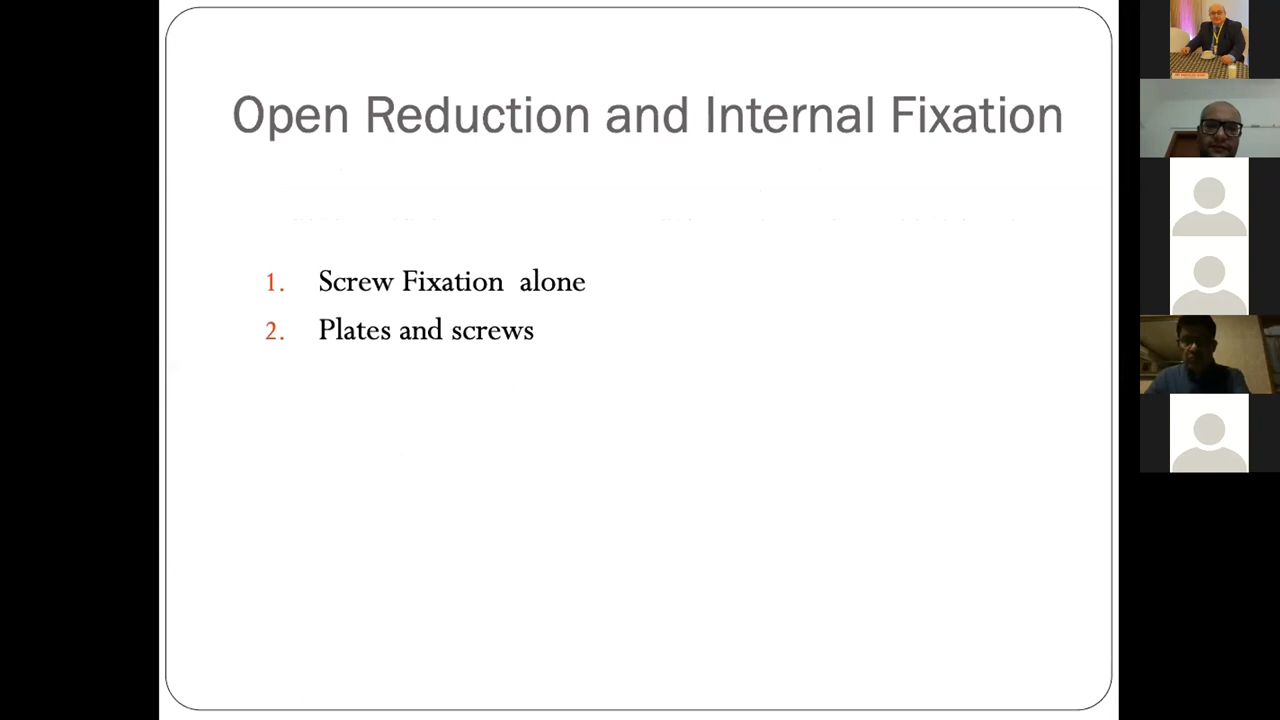 Open Reduction and Internal Fixation
1. Screw Fixation alone
2. Plates and screws